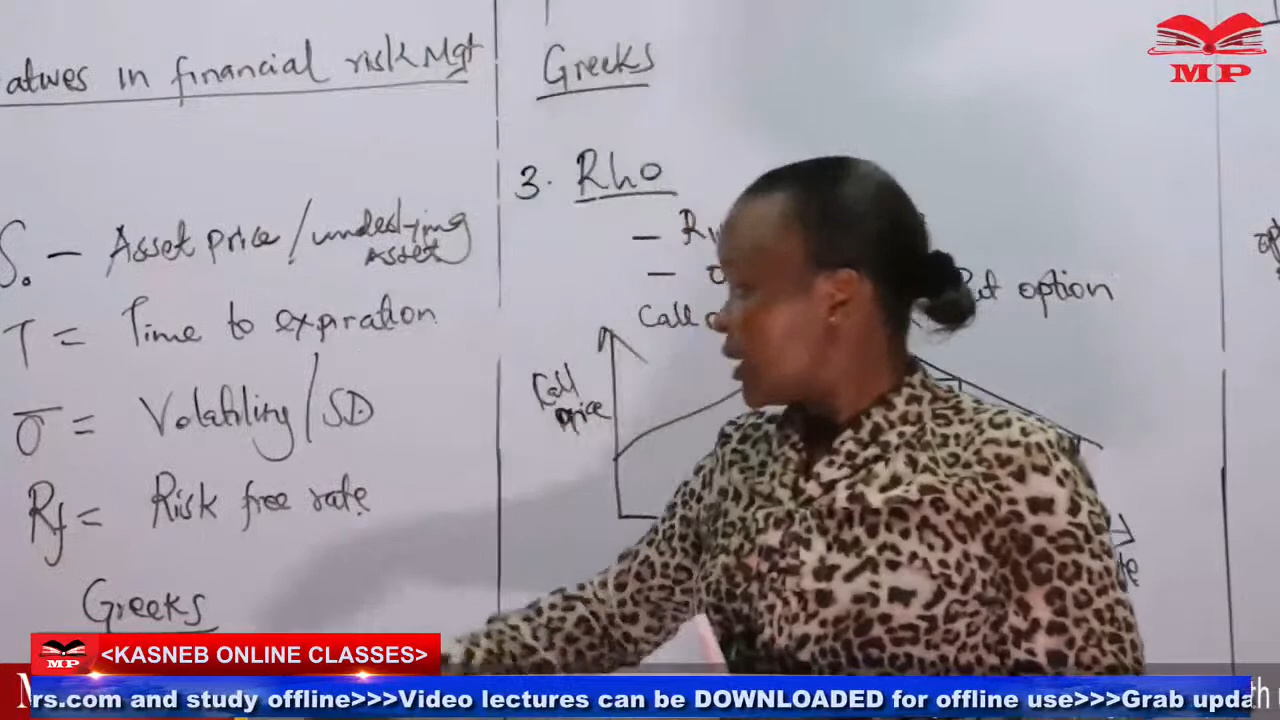 atives in financial risk Mgt
S₀ – Asset price / underlying
Asset
T = Time to expiration
σ = Volatility / SD
Rf = Risk free rate
Greeks
Greeks
3. Rho
Put option
Call
Call
price
MP
MP
<KASNEB ONLINE CLASSES>
rs.com and study offline>>>Video lectures can be DOWNLOADED for offline use>>>Grab upda